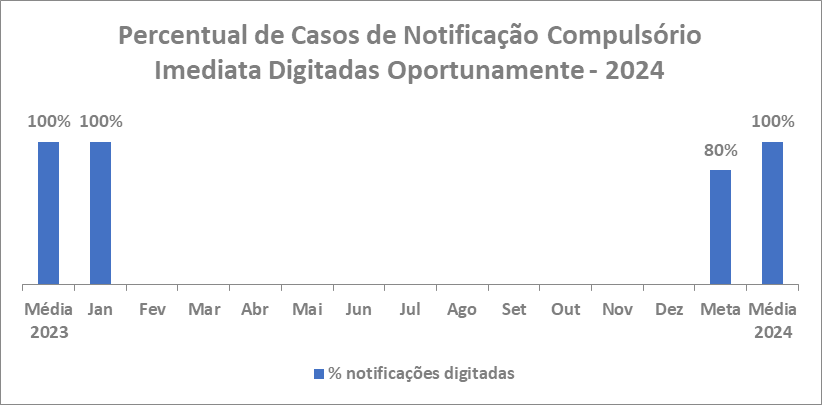 Percentual de Casos de Notificação Compulsório
Imediata Digitadas Oportunamente - 2024
100% 100% 80% 100%
Média 2023 Jan Fev Mar Abr Mai Jun Jul Ago Set Out Nov Dez Meta Média 2024
% notificações digitadas